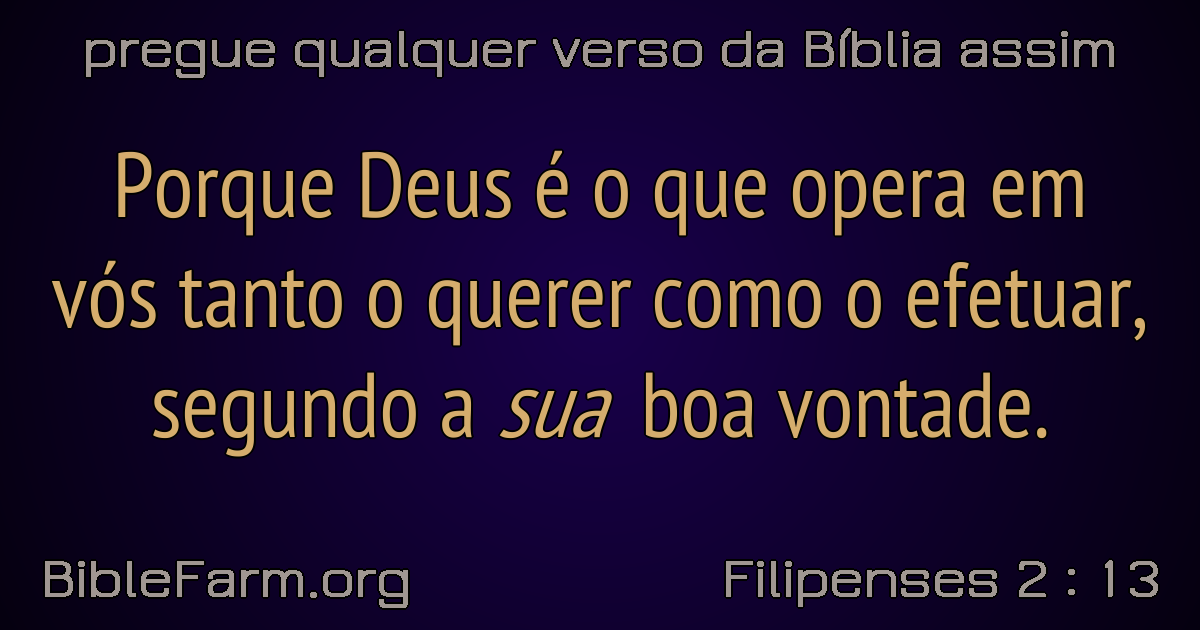 pregue qualquer verso da Bíblia assim
Porque Deus é o que opera em
vós tanto o querer como o efetuar,
segundo a sua boa vontade.
BibleFarm.org
Filipenses 2 : 13